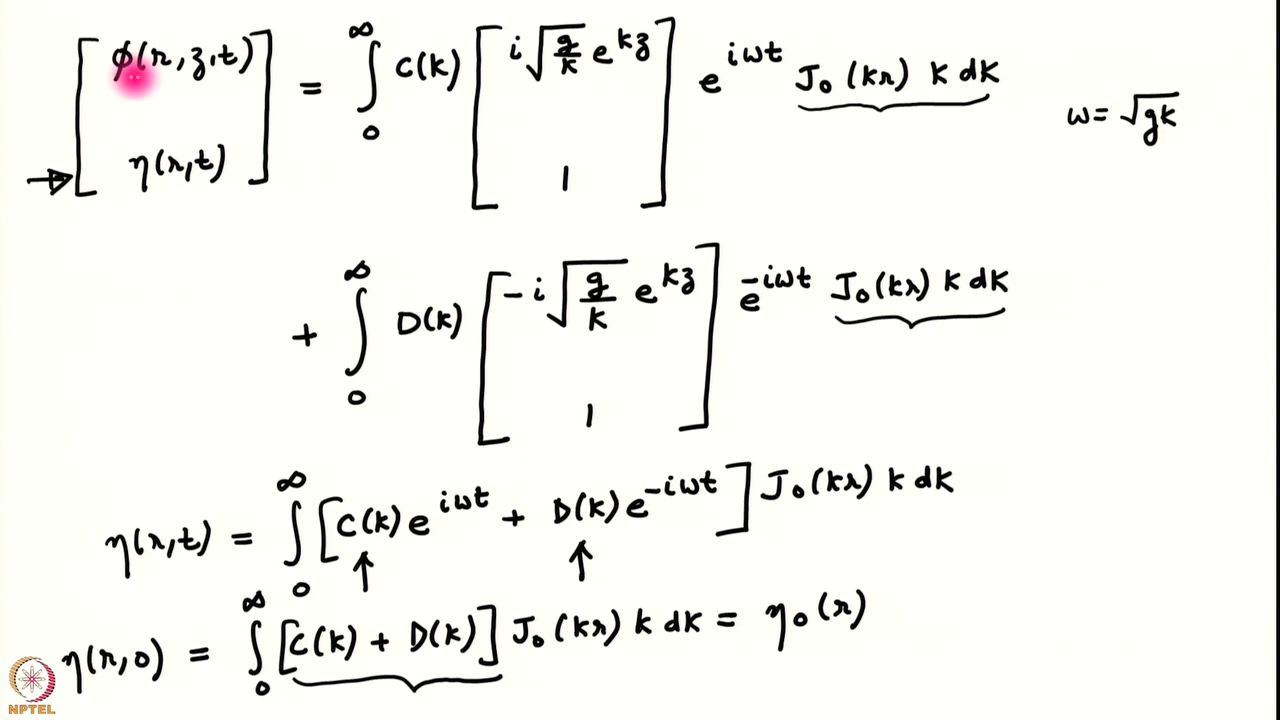 [ϕ(r,z,t) η(r,t)] = ∫₀^∞ C(k) [i√(g/k) e^{kz} 1] e^{iωt} J₀(kr) k dk    ω = √gk
+ ∫₀^∞ D(k) [-i√(g/k) e^{kz} 1] e^{-iωt} J₀(kr) k dk
η(r,t) = ∫₀^∞ [C(k) e^{iωt} + D(k) e^{-iωt}] J₀(kr) k dk
η(r,0) = ∫₀^∞ [C(k) + D(k)] J₀(kr) k dk = η₀(r)
NPTEL